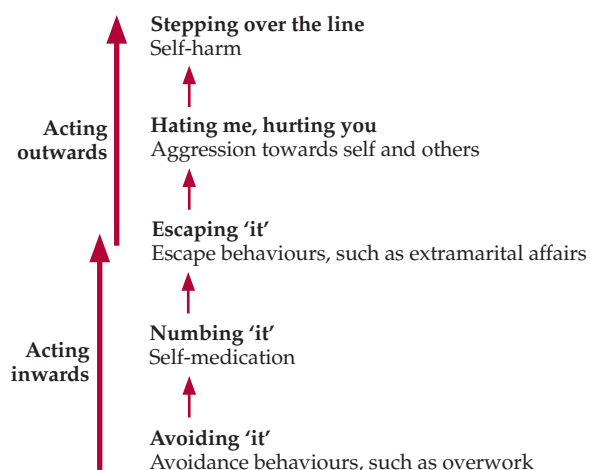 Stepping over the line
Self-harm
Acting
outwards
Hating me, hurting you
Aggression towards self and others
Escaping ‘it’
Escape behaviours, such as extramarital affairs
Acting
inwards
Numbing ‘it’
Self-medication
Avoiding ‘it’
Avoidance behaviours, such as overwork